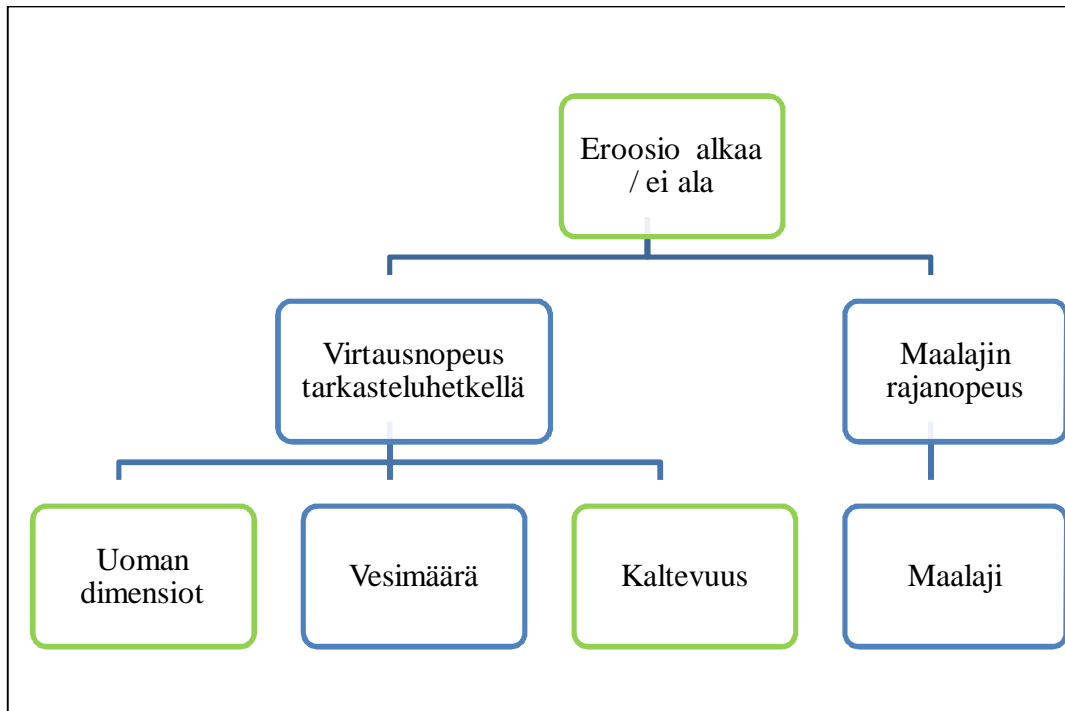 Eroosio alkaa
/ ei ala
Virtausnopeus
tarkasteluhetkellä
Maalajin
rajanopeus
Uoman
dimensiot
Vesimäärä
Kaltevuus
Maalaji